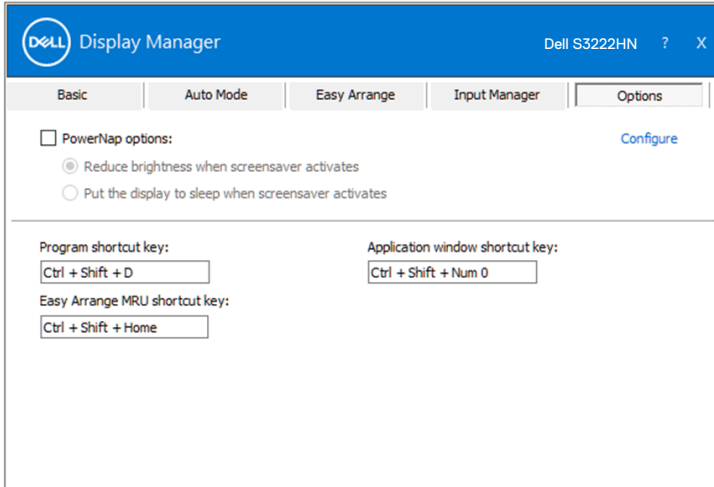 DELL Display Manager Dell S3222HN ? X
Basic Auto Mode Easy Arrange Input Manager Options
PowerNap options: Configure
Reduce brightness when screensaver activates
Put the display to sleep when screensaver activates
Program shortcut key: Application window shortcut key:
Ctrl + Shift + D Ctrl + Shift + Num 0
Easy Arrange MRU shortcut key:
Ctrl + Shift + Home